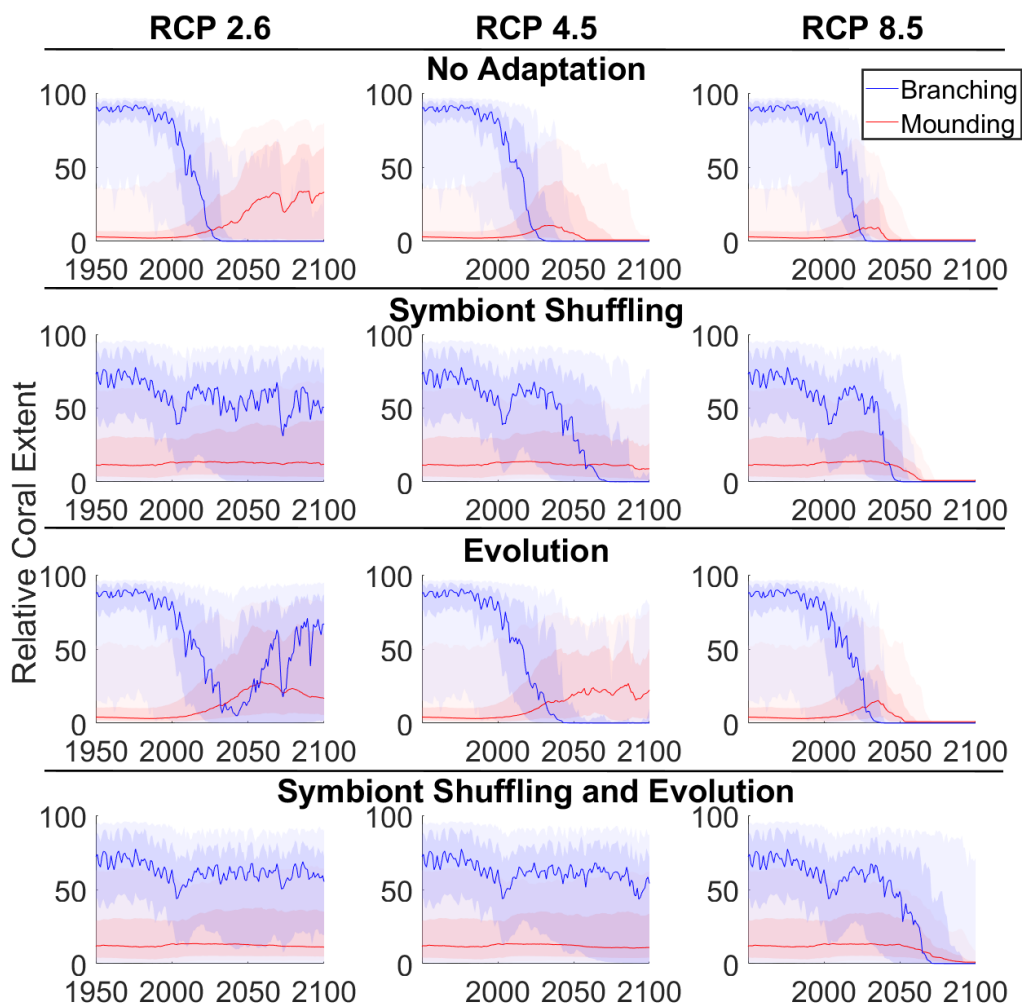 RCP 2.6 RCP 4.5 RCP 8.5
No Adaptation
Branching
Mounding
100 100 100
50 50 50
0 0 0
1950 2000 2050 2100 2000 2050 2100 2000 2050 2100
Symbiont Shuffling
100 100 100
50 50 50
0 0 0
1950 2000 2050 2100 2000 2050 2100 2000 2050 2100
Relative Coral Extent
Evolution
100 100 100
50 50 50
0 0 0
1950 2000 2050 2100 2000 2050 2100 2000 2050 2100
Symbiont Shuffling and Evolution
100 100 100
50 50 50
0 0 0
1950 2000 2050 2100 2000 2050 2100 2000 2050 2100